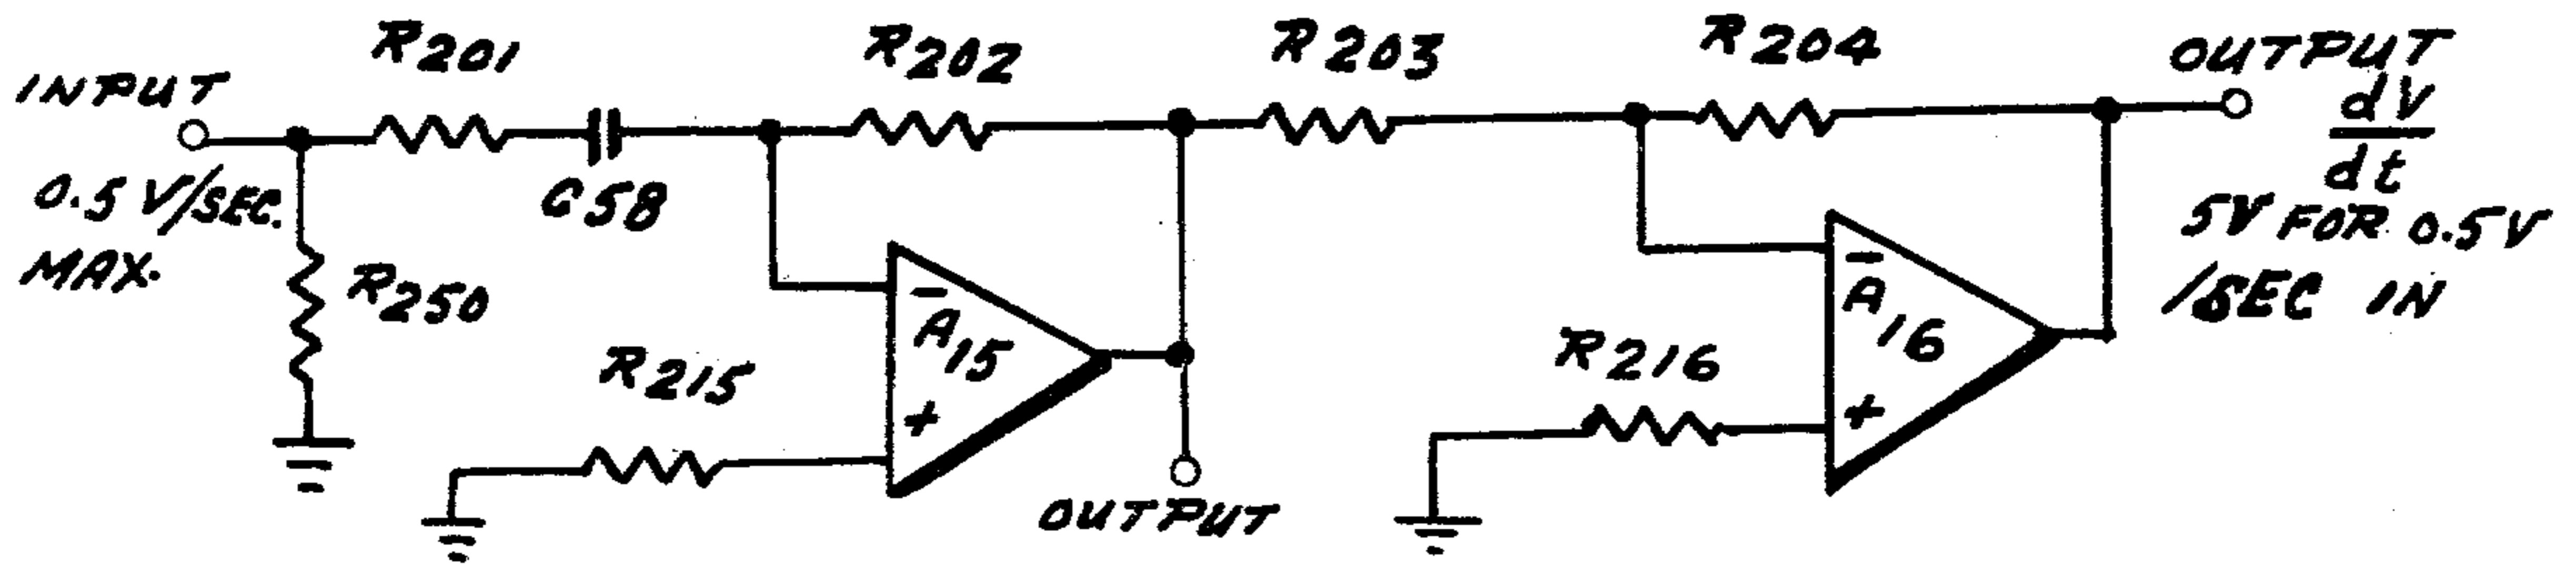 R201
R202
R203
R204
INPUT
OUTPUT
dV
dt
0.5 V/SEC.
MAX.
C58
5V FOR 0.5V
/SEC IN
R250
R215
-
A15
+
-
A16
+
R216
OUTPUT